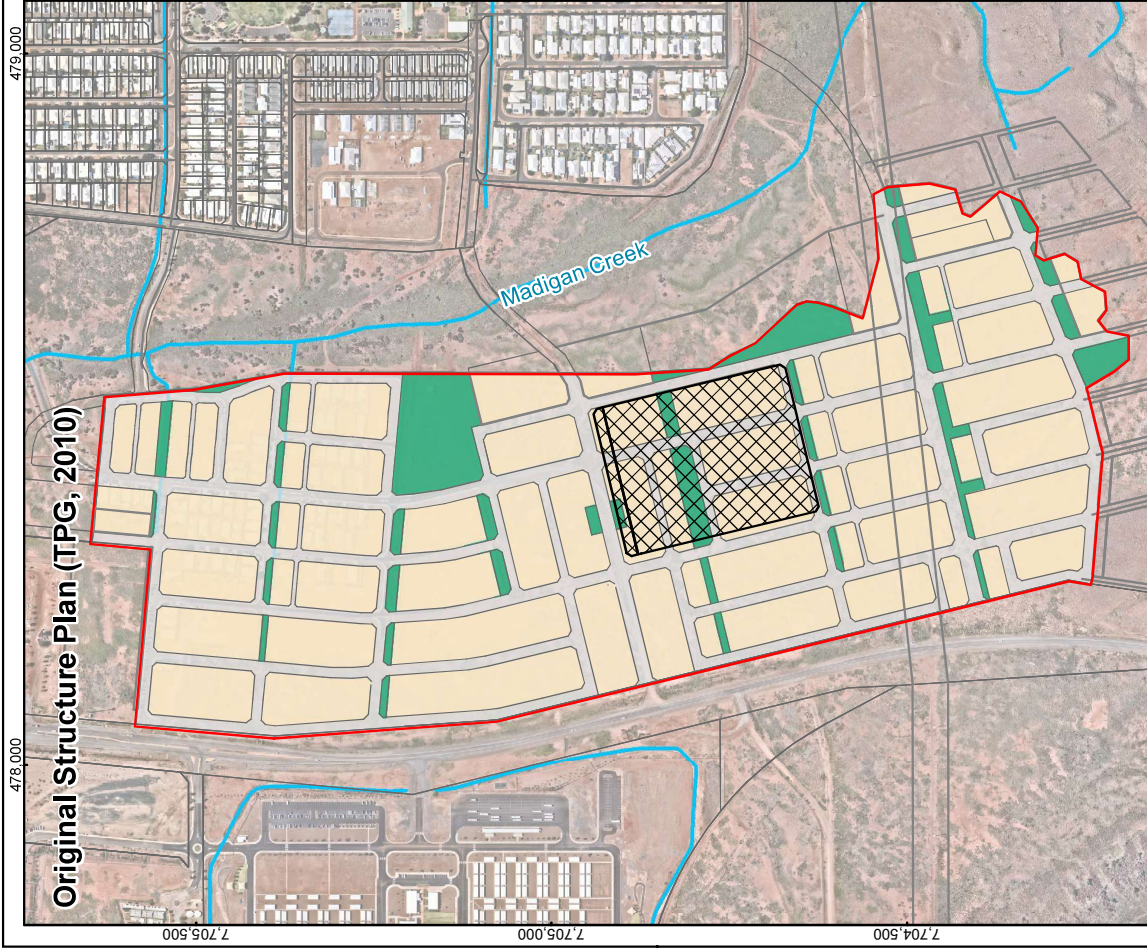 Original Structure Plan (TPG, 2010)
479,000
478,000
Madigan Creek
7,705,500
7,705,000
7,704,500